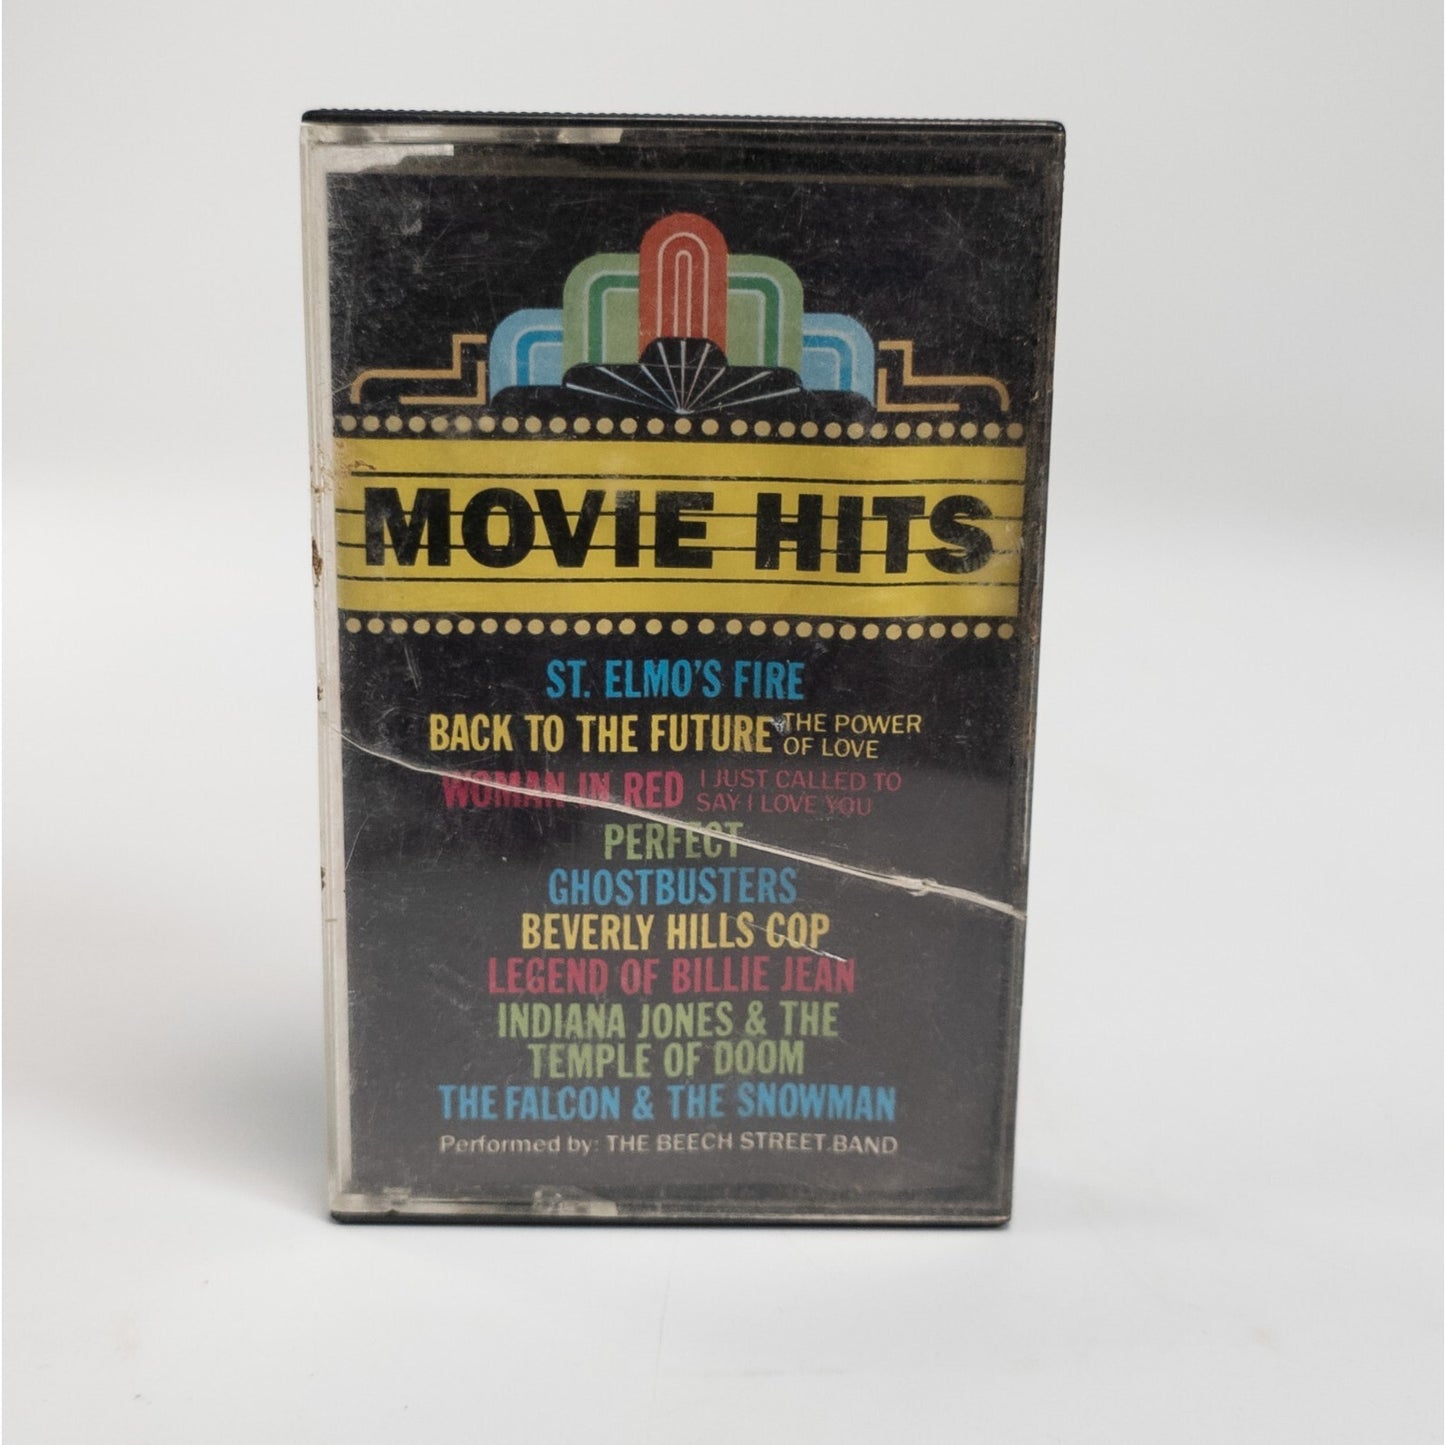 MOVIE HITS
ST. ELMO'S FIRE
BACK TO THE FUTURE THE POWER
OF LOVE
WOMAN IN RED I JUST CALLED TO
SAY I LOVE YOU
PERFECT
GHOSTBUSTERS
BEVERLY HILLS COP
LEGEND OF BILLIE JEAN
INDIANA JONES & THE
TEMPLE OF DOOM
THE FALCON & THE SNOWMAN
Performed by: THE BEECH STREET BAND